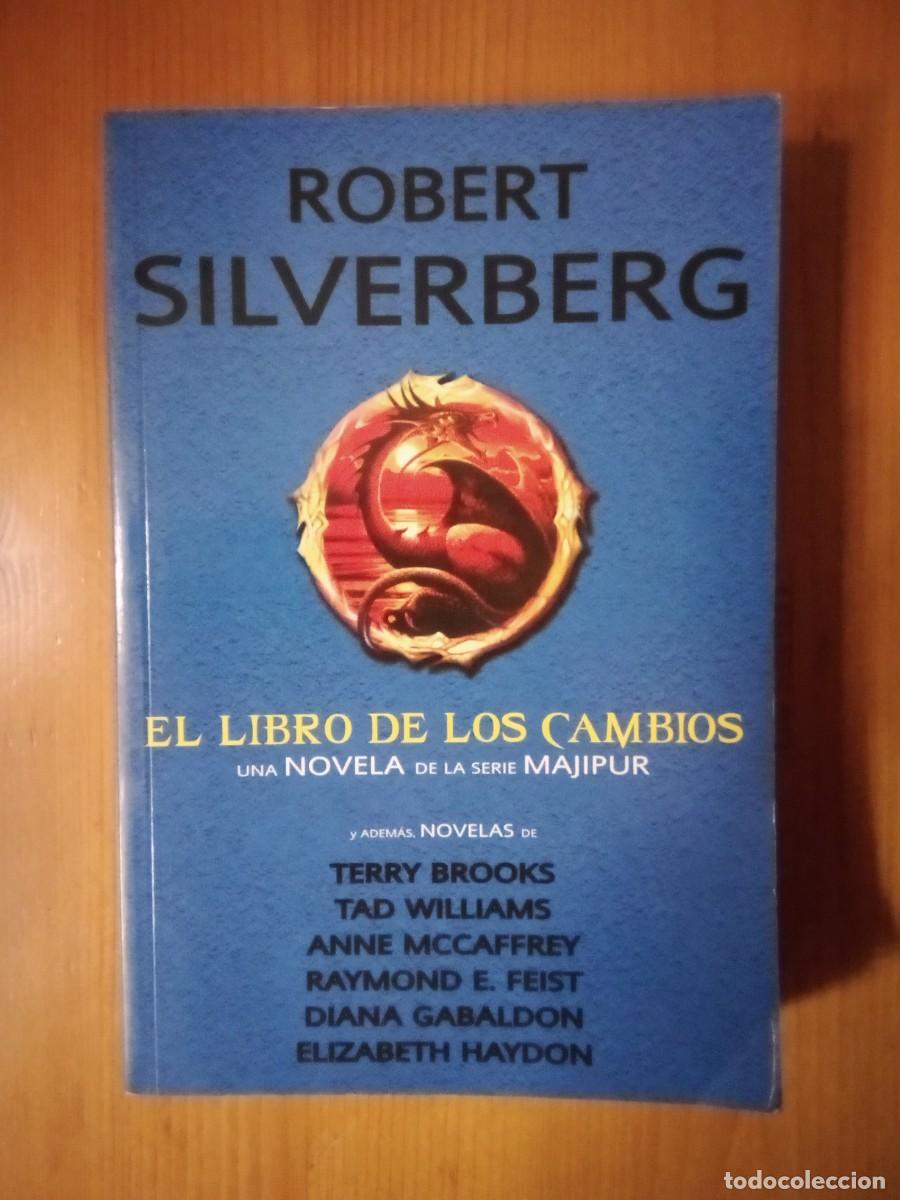 ROBERT
SILVERBERG
EL LIBRO DE LOS CAMBIOS
UNA NOVELA DE LA SERIE MAJIPUR
y ADEMÁS, NOVELAS DE
TERRY BROOKS
TAD WILLIAMS
ANNE MCCAFFREY
RAYMOND E. FEIST
DIANA GABALDON
ELIZABETH HAYDON
todocoleccion